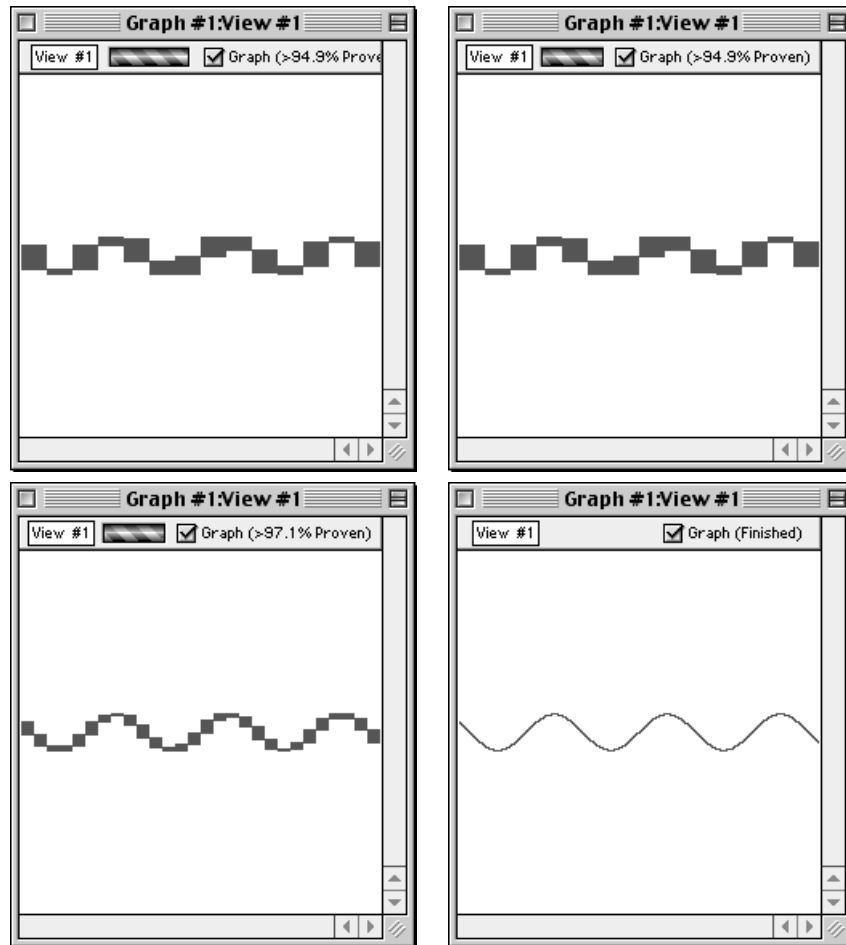 Graph #1:View #1
View #1 Graph (>94.9% Prove
Graph #1:View #1
View #1 Graph (>94.9% Proven)
Graph #1:View #1
View #1 Graph (>97.1% Proven)
Graph #1:View #1
View #1 Graph (Finished)